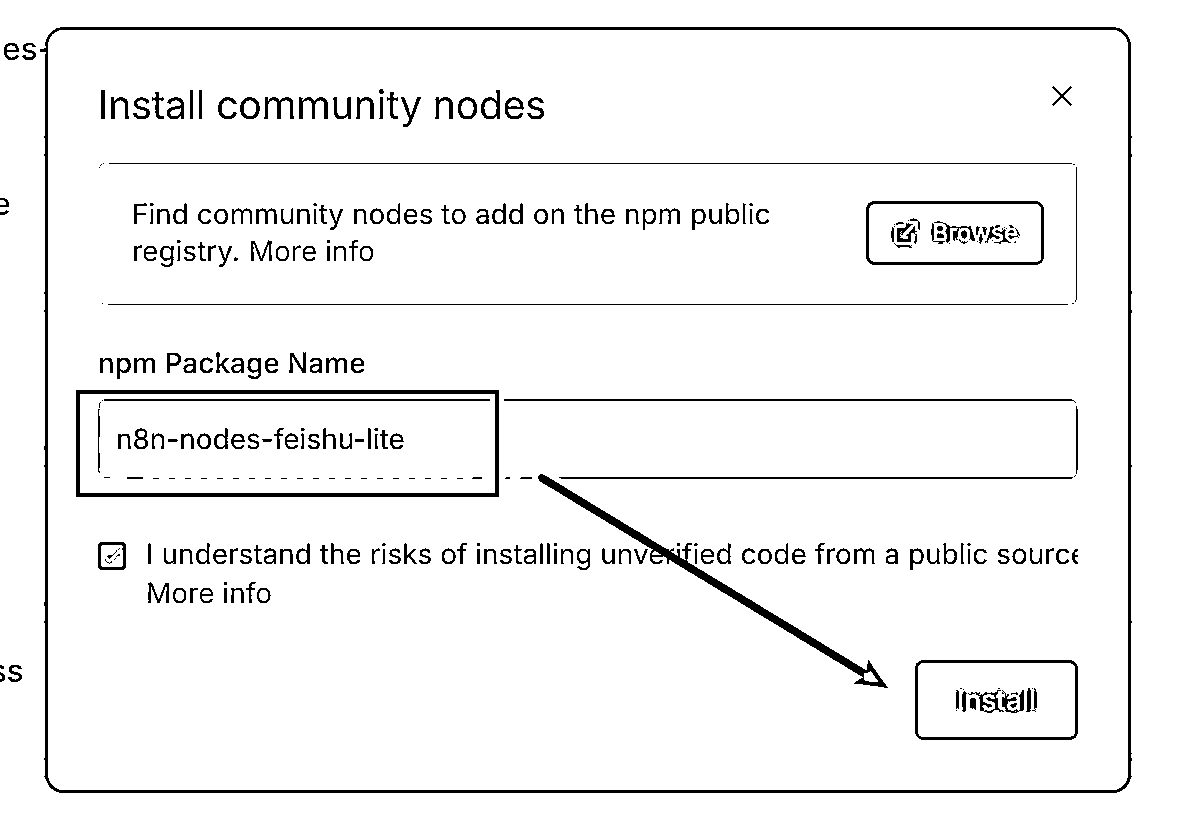 es-
Install community nodes
Find community nodes to add on the npm public
registry. More info
Browse
e
npm Package Name
n8n-nodes-feishu-lite
I understand the risks of installing unverified code from a public source
More info
ss
Install